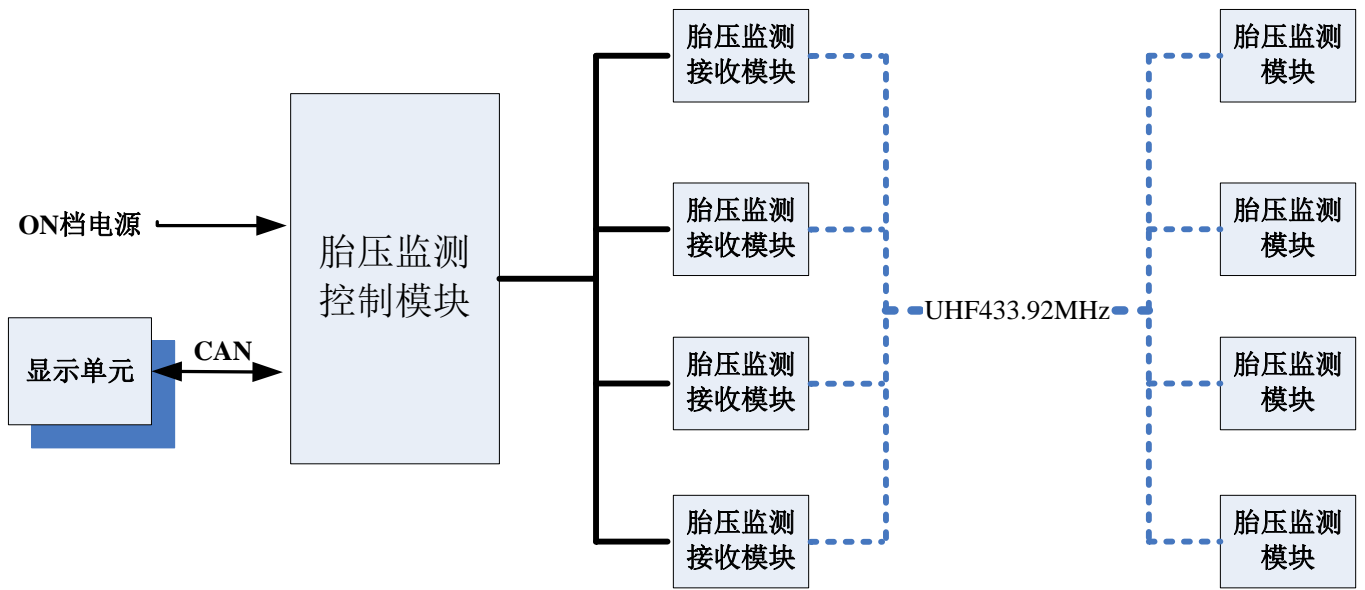 胎压监测
接收模块
胎压监测
模块
胎压监测
接收模块
胎压监测
模块
ON档电源
胎压监测
控制模块
UHF433.92MHz
CAN
显示单元
胎压监测
接收模块
胎压监测
模块
胎压监测
接收模块
胎压监测
模块